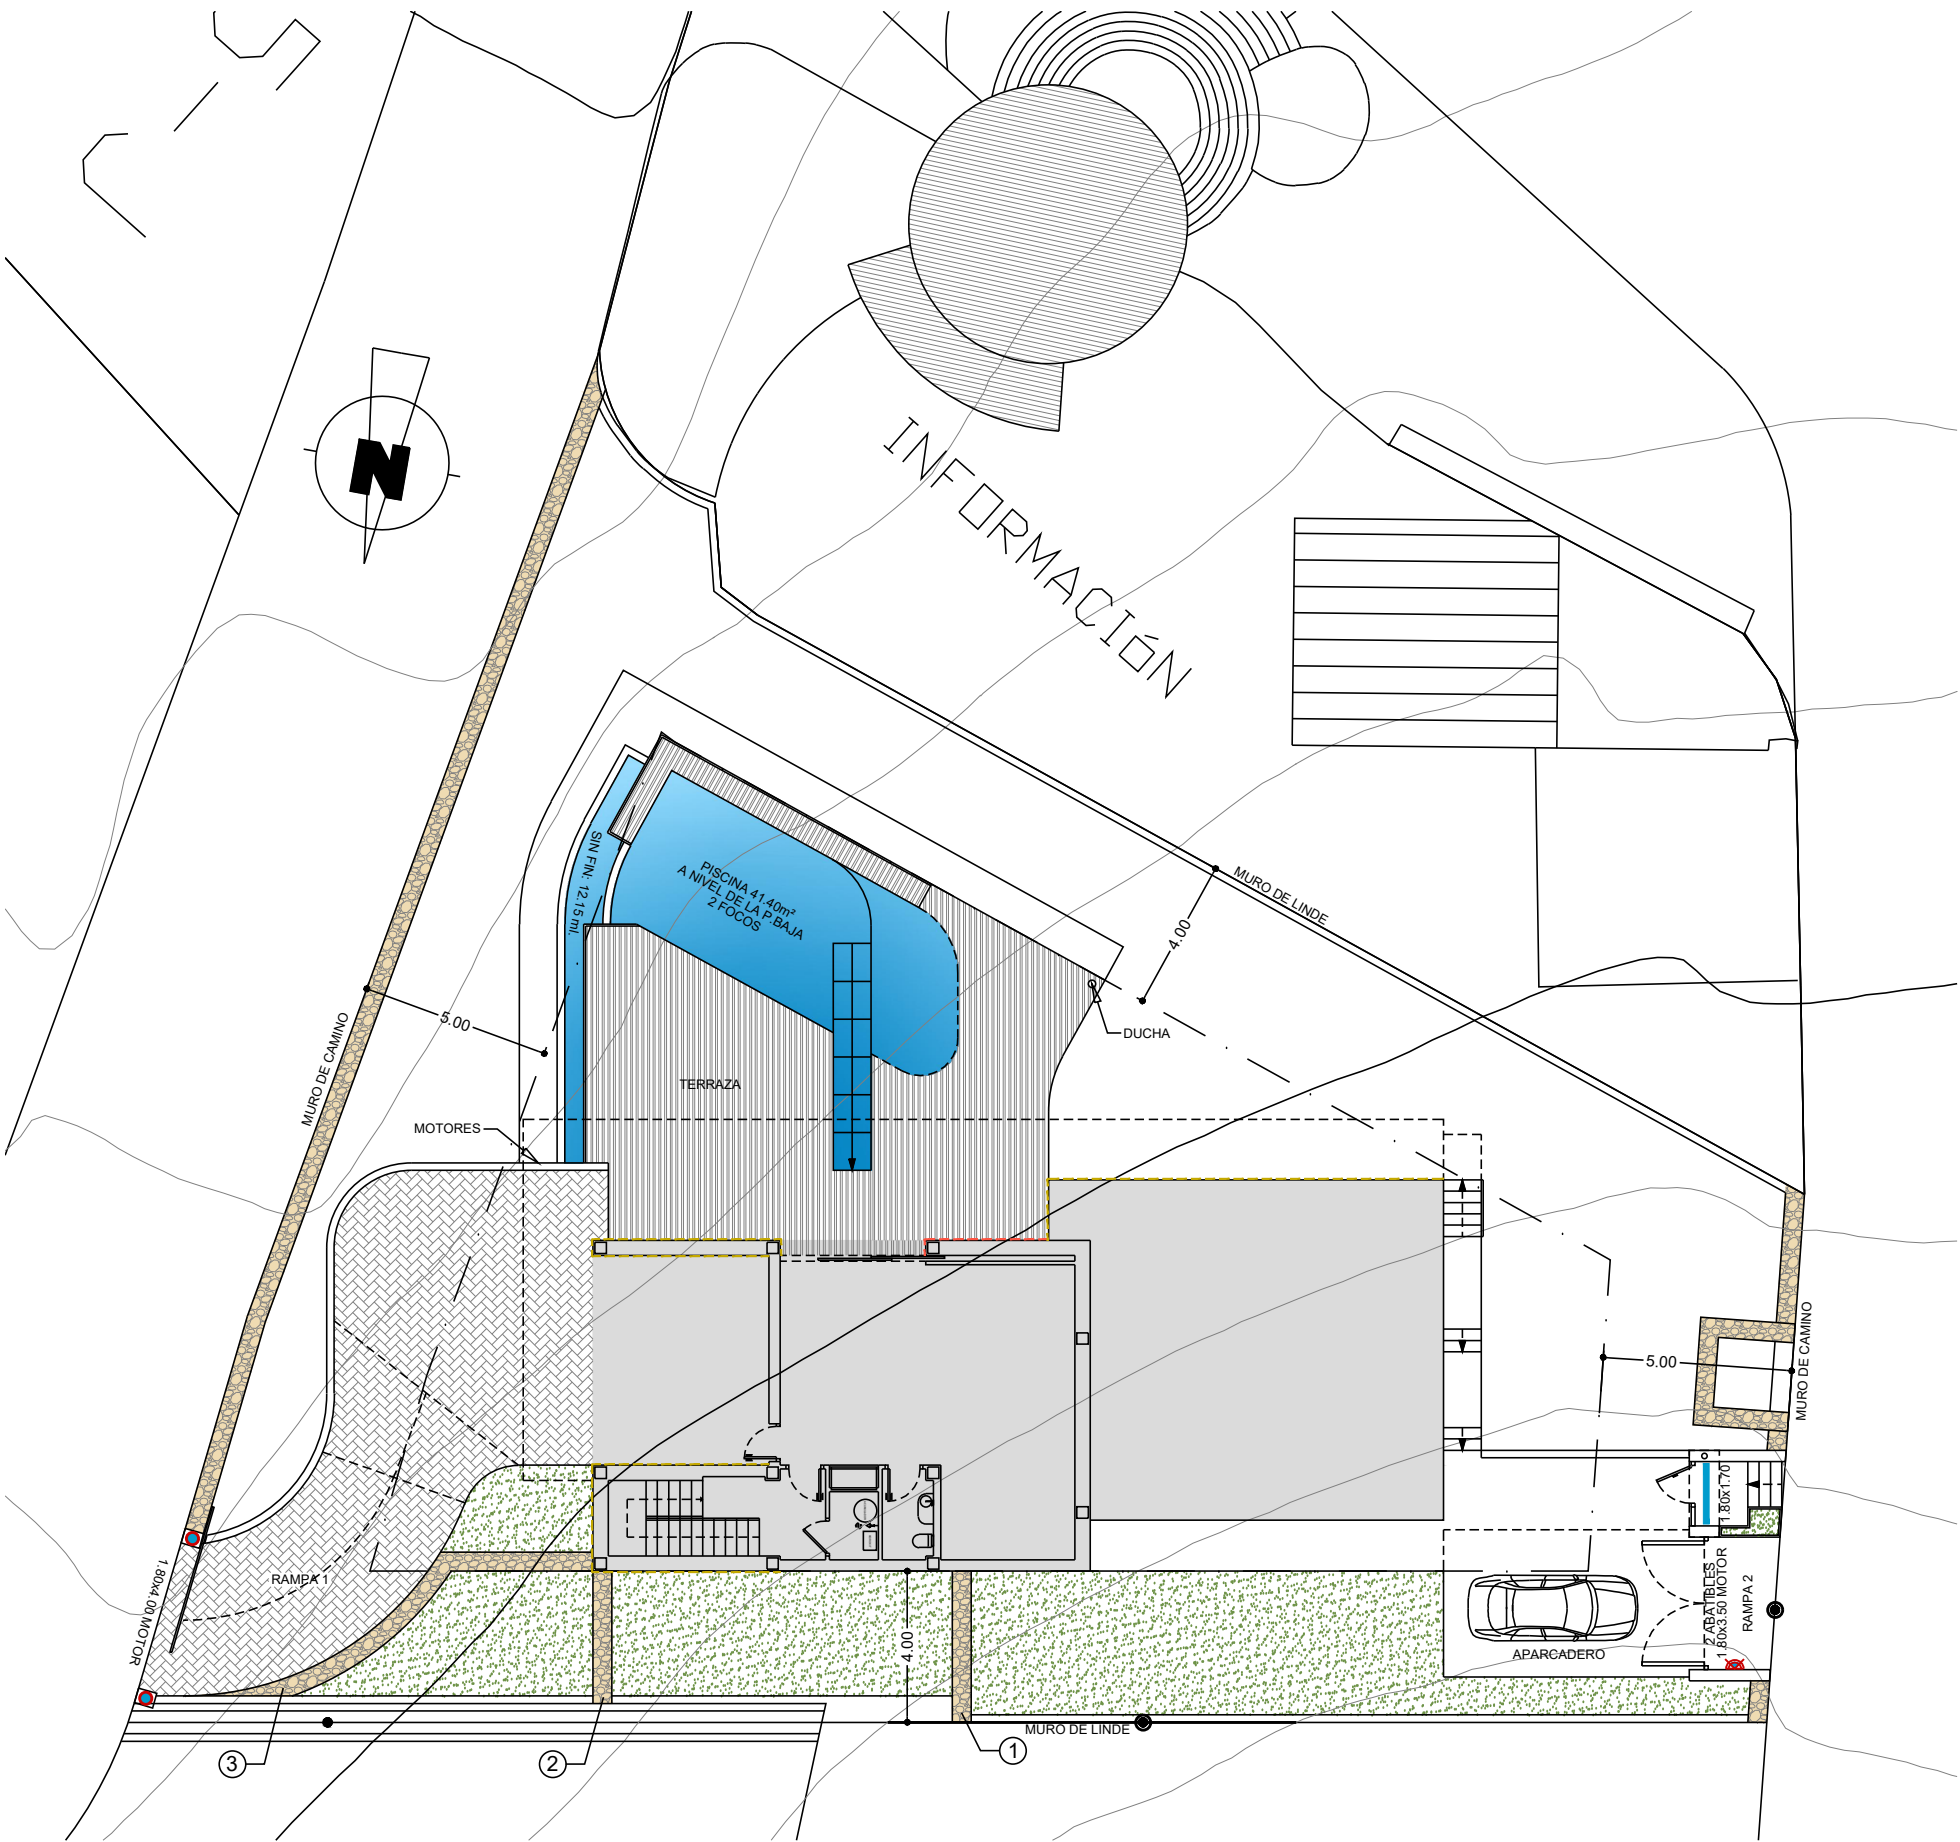 N
INFORMACIÓN
SIN FIN: 12.15 ml.
PISCINA 41.40m²
A NIVEL DE LA P.BAJA
2 FOCOS
MURO DE LINDE
4.00
5.00
DUCHA
MURO DE CAMINO
TERRAZA
MOTORES
5.00
MURO DE CAMINO
1.80x1.70
RAMPA 1
1.80x4.00 MOTOR
2 ABATIBLES
1.80x3.50 MOTOR
RAMPA 2
4.00
APARCADERO
MURO DE LINDE
3
2
1